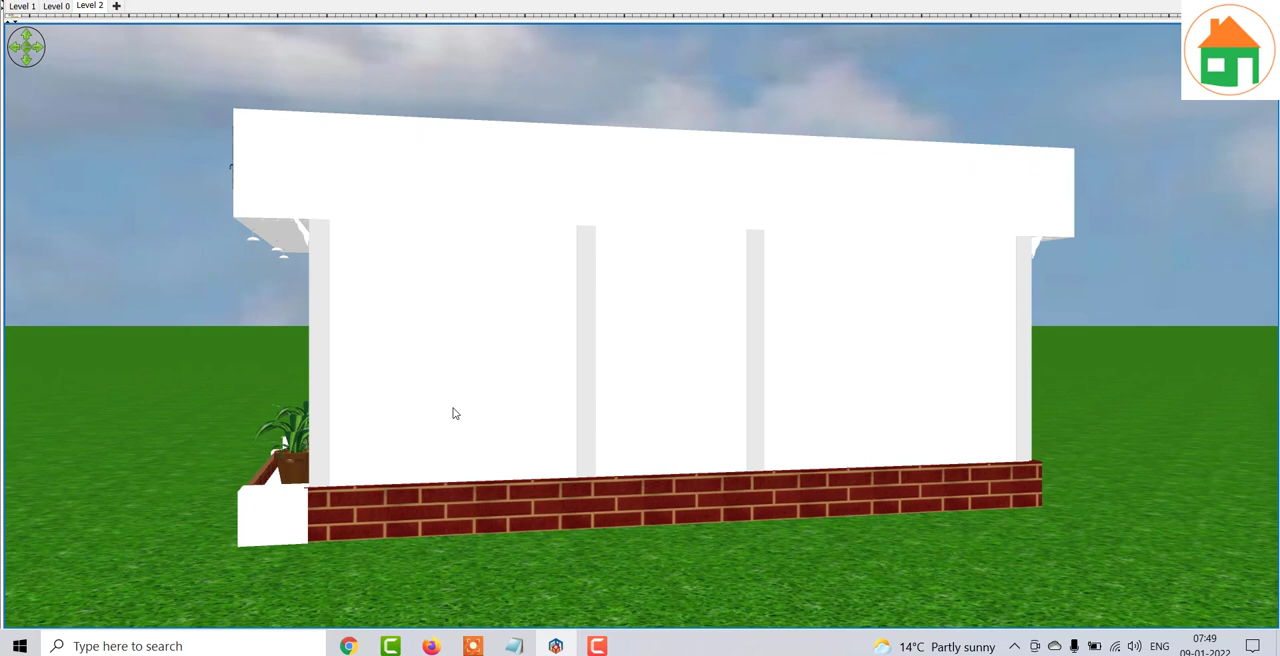 Level 1 Level 0 Level 2
Type here to search
14°C Partly sunny
ENG
07:49
09-01-2022